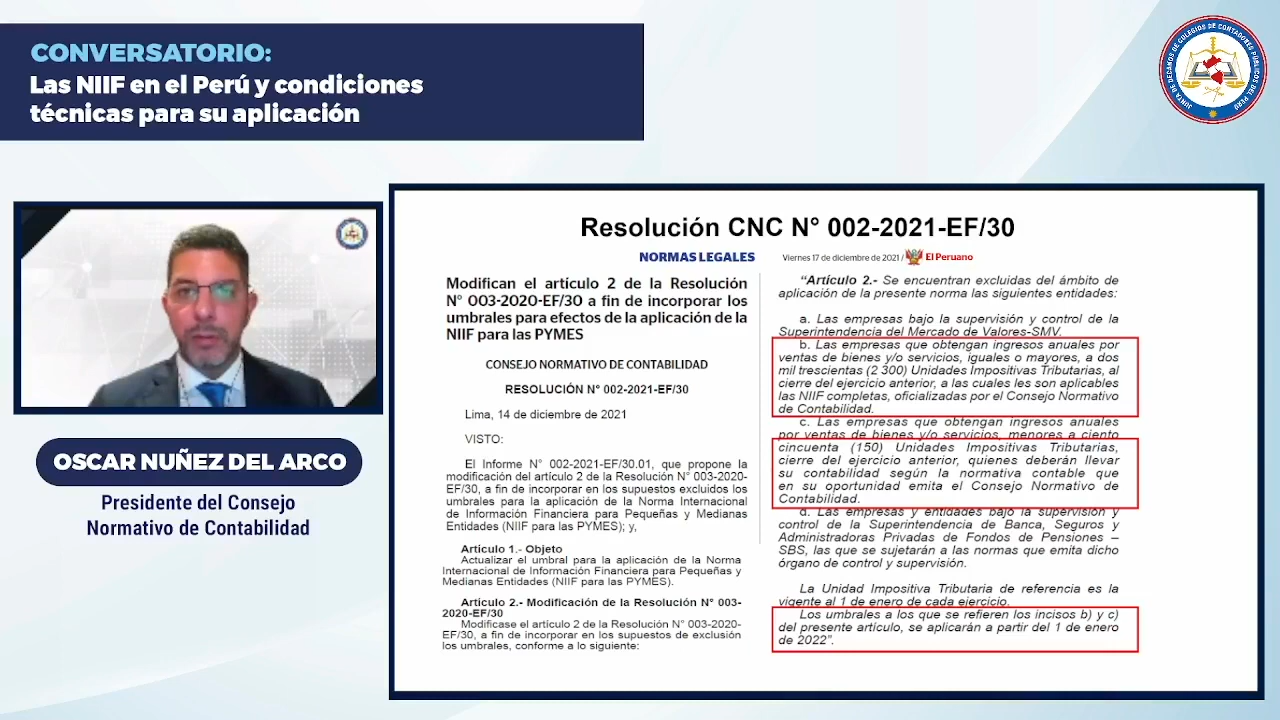 CONVERSATORIO:
Las NIIF en el Perú y condiciones
técnicas para su aplicación
JUNTA DE DECANOS DE COLEGIOS DE CONTADORES PÚBLICOS DEL PERÚ
OSCAR NUÑEZ DEL ARCO
Presidente del Consejo
Normativo de Contabilidad
Resolución CNC N° 002-2021-EF/30
NORMAS LEGALES
Viernes 17 de diciembre de 2021 / El Peruano
Modifican el artículo 2 de la Resolución
N° 003-2020-EF/30 a fin de incorporar los
umbrales para efectos de la aplicación de la
NIIF para las PYMES
CONSEJO NORMATIVO DE CONTABILIDAD
RESOLUCIÓN N° 002-2021-EF/30
Lima, 14 de diciembre de 2021
VISTO:
El Informe N° 002-2021-EF/30.01, que propone la
modificación del artículo 2 de la Resolución N° 003-2020-
EF/30, a fin de incorporar en los supuestos excluidos los
umbrales para la aplicación de la Norma Internacional
de Información Financiera para Pequeñas y Medianas
Entidades (NIIF para las PYMES); y,
Artículo 1.- Objeto
Actualizar el umbral para la aplicación de la Norma
Internacional de Información Financiera para Pequeñas y
Medianas Entidades (NIIF para las PYMES).
Artículo 2.- Modificación de la Resolución N° 003-
2020-EF/30
Modificase el artículo 2 de la Resolución N° 003-2020-
EF/30, a fin de incorporar en los supuestos de exclusión
los umbrales, conforme a lo siguiente:
“Artículo 2.- Se encuentran excluidas del ámbito de
aplicación de la presente norma las siguientes entidades:
a. Las empresas bajo la supervisión y control de la
Superintendencia del Mercado de Valores-SMV.
b. Las empresas que obtengan ingresos anuales por
ventas de bienes y/o servicios, iguales o mayores, a dos
mil trescientas (2 300) Unidades Impositivas Tributarias, al
cierre del ejercicio anterior, a las cuales les son aplicables
las NIIF completas, oficializadas por el Consejo Normativo
de Contabilidad.
c. Las empresas que obtengan ingresos anuales
por ventas de bienes y/o servicios, menores a ciento
cincuenta (150) Unidades Impositivas Tributarias,
cierre del ejercicio anterior, quienes deberán llevar
su contabilidad según la normativa contable que
en su oportunidad emita el Consejo Normativo de
Contabilidad.
d. Las empresas y entidades bajo la supervisión y
control de la Superintendencia de Banca, Seguros y
Administradoras Privadas de Fondos de Pensiones –
SBS, las que se sujetarán a las normas que emita dicho
órgano de control y supervisión.
La Unidad Impositiva Tributaria de referencia es la
vigente al 1 de enero de cada ejercicio.
Los umbrales a los que se refieren los incisos b) y c)
del presente artículo, se aplicarán a partir del 1 de enero
de 2022”.